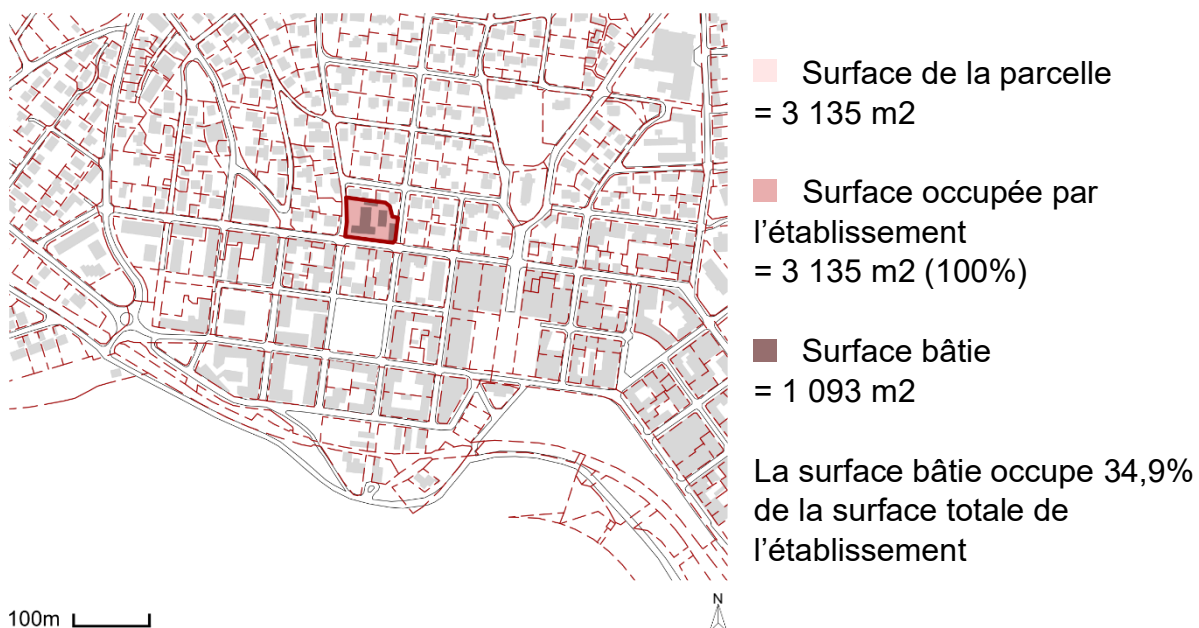 Surface de la parcelle
= 3 135 m2
Surface occupée par
l’établissement
= 3 135 m2 (100%)
Surface bâtie
= 1 093 m2
La surface bâtie occupe 34,9%
de la surface totale de
l’établissement
100m
N